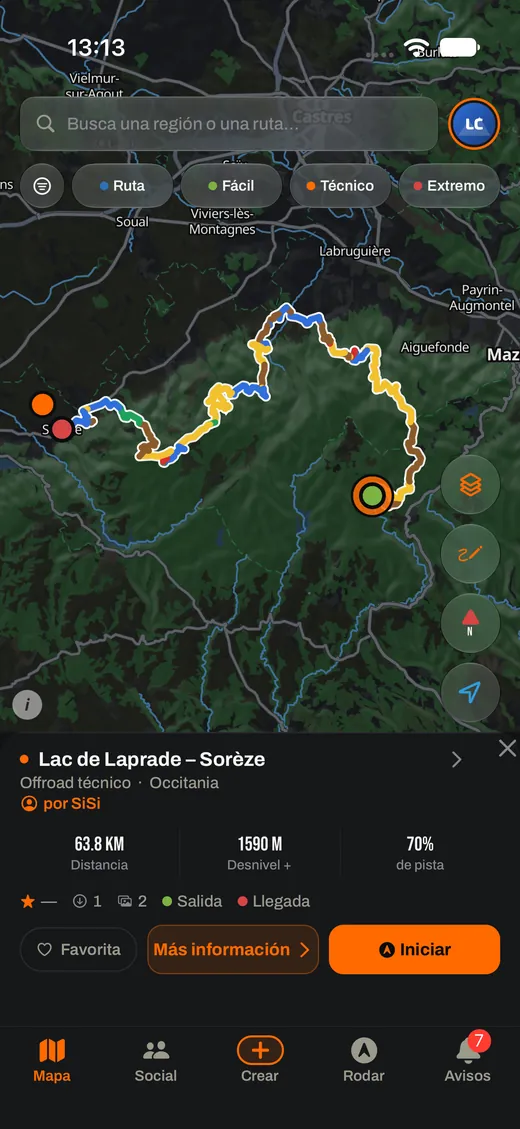 13:13
Vielmur-
sur-Agout
Busca una región o una ruta...
Castres
LC
Ruta
Fácil
Técnico
Extremo
Soual
Viviers-lès-
Montagnes
Labruguière
Payrin-
Augmontel
Aiguefonde
Maz
S e
N
i
Lac de Laprade – Sorèze
Offroad técnico · Occitania
por SiSi
63.8 KM
Distancia
1590 M
Desnivel +
70%
de pista
— 1 2 Salida Llegada
Favorita
Más información
Iniciar
Mapa
Social
Crear
Rodar
7
Avisos